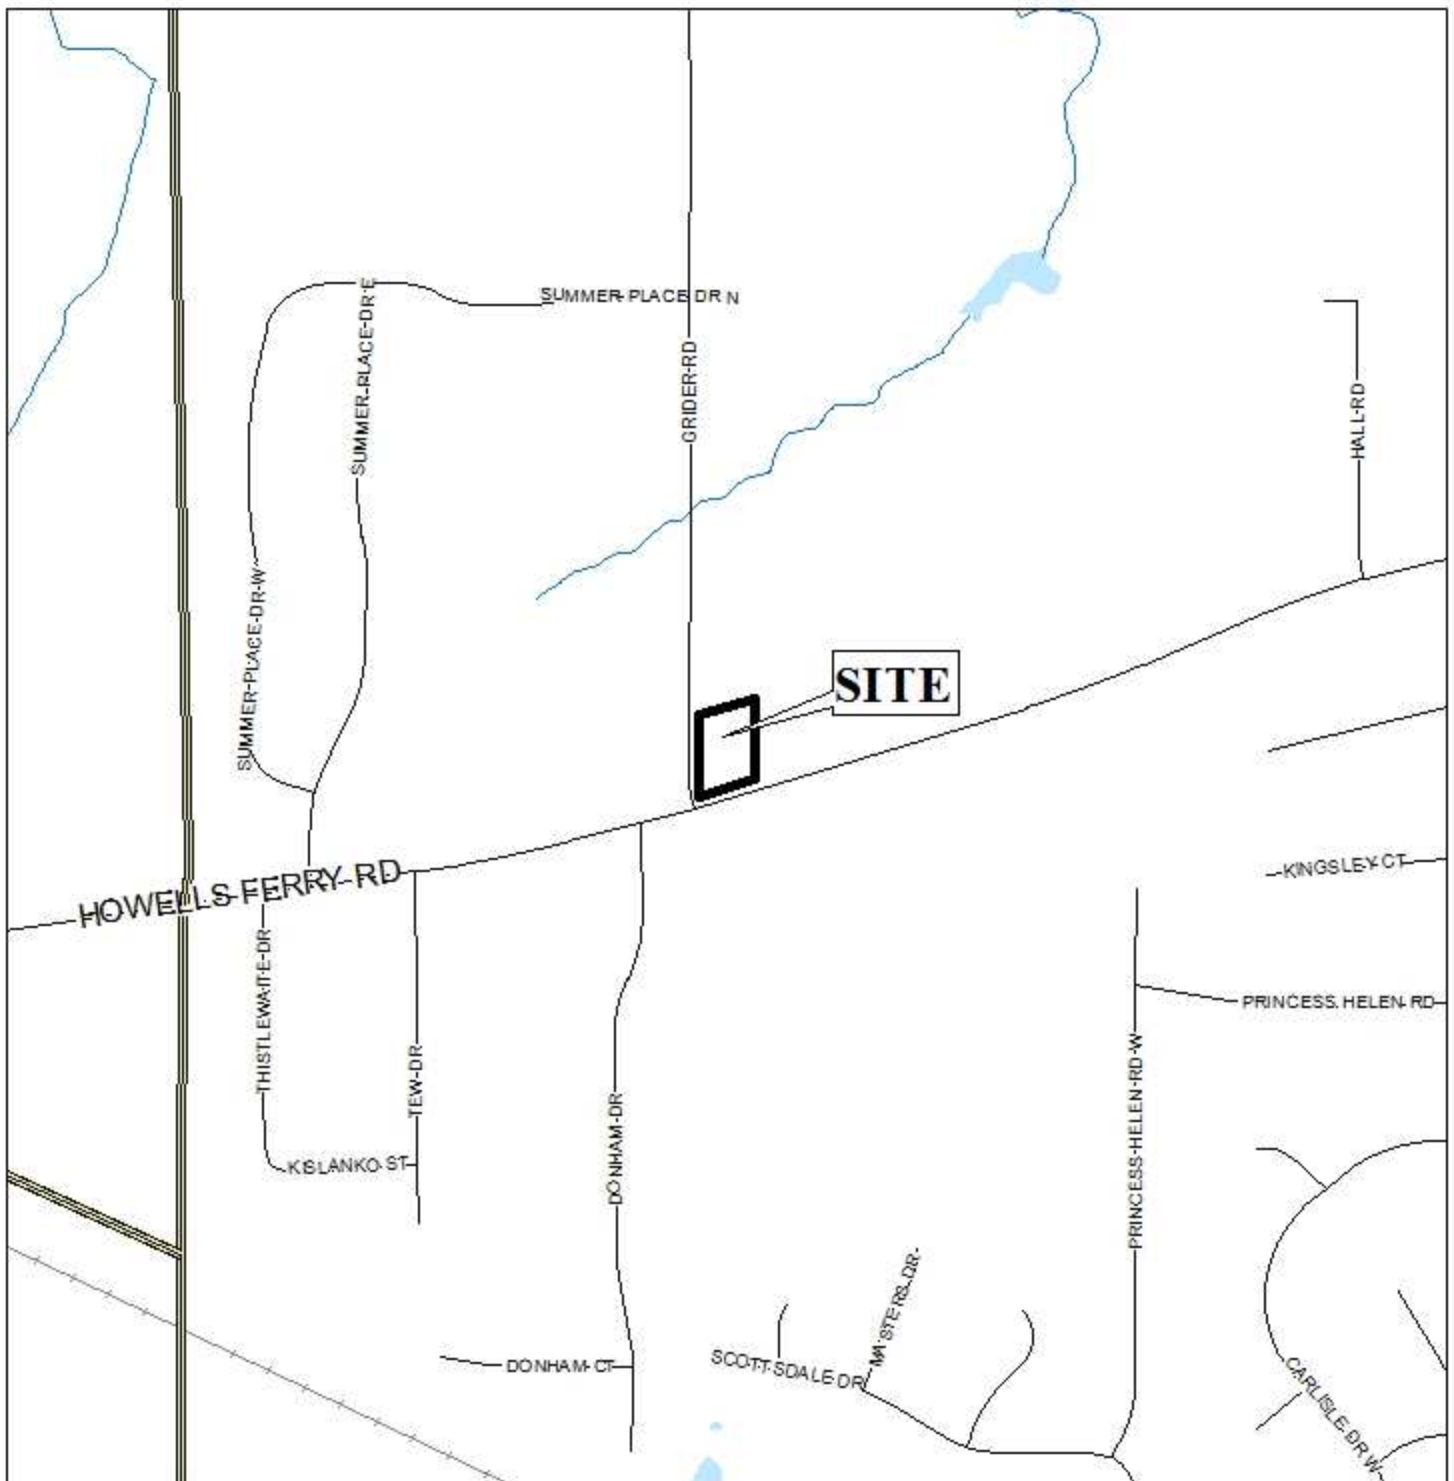 SUMMER PLACE DR N
SUMMER PLACE DR E
GRIDER RD
HALL RD
SUMMER PLACE DR W
SITE
HOWELLS FERRY RD
KINGSLEY CT
THISTLEWAITE DR
PRINCESS HELEN RD
TEW DR
PRINCESS HELEN RD W
DONHAM DR
KISLANKO ST
MASTERS DR
SCOTTSDALE DR
DONHAM CT
CARLISLE DR W